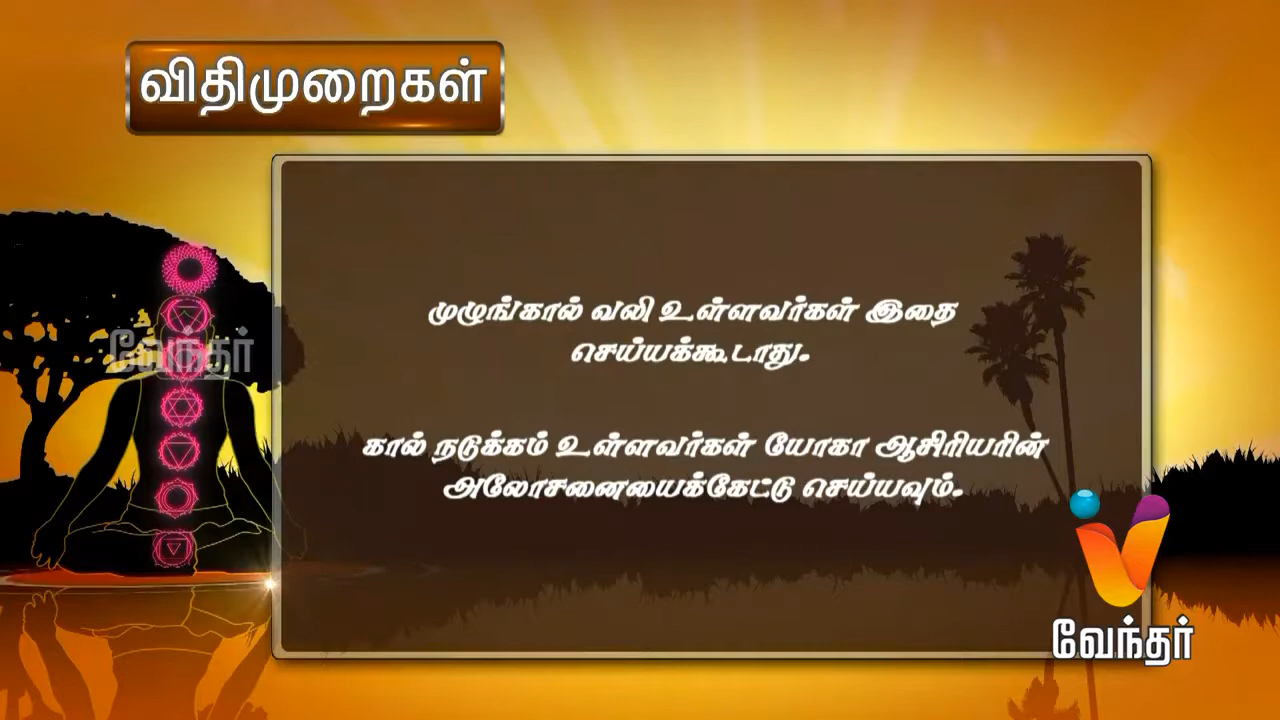 விதிமுறைகள்
முழுங்கால் வலி உள்ளவர்கள் இதை
செய்யக்கூடாது.
கால் நடுக்கம் உள்ளவர்கள் யோகா ஆசிரியரின்
அலோசனையைக்கேட்டு செய்யவும்.
வேந்தர்
வேந்தர்